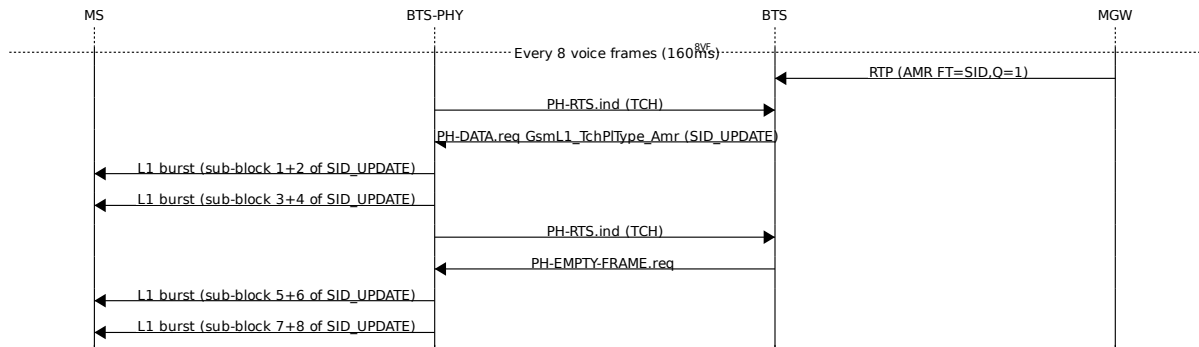 MS BTS-PHY BTS MGW
Every 8 voice frames (160ms)
8VF
RTP (AMR FT=SID,Q=1)
PH-RTS.ind (TCH)
PH-DATA.req GsmL1_TchPlType_Amr (SID_UPDATE)
L1 burst (sub-block 1+2 of SID_UPDATE)
L1 burst (sub-block 3+4 of SID_UPDATE)
PH-RTS.ind (TCH)
PH-EMPTY-FRAME.req
L1 burst (sub-block 5+6 of SID_UPDATE)
L1 burst (sub-block 7+8 of SID_UPDATE)